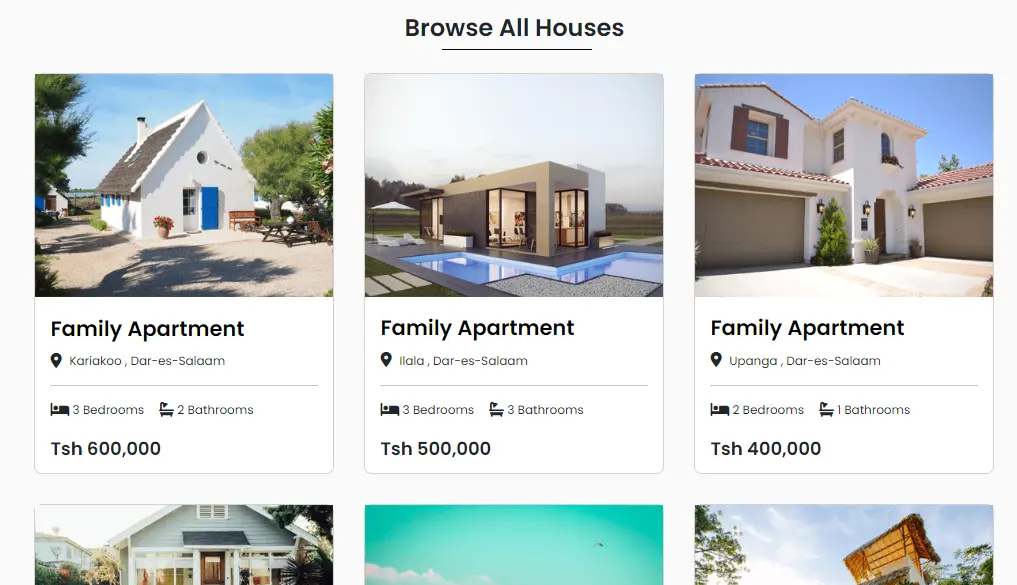 Browse All Houses
Family Apartment
Kariakoo , Dar-es-Salaam
3 Bedrooms 2 Bathrooms
Tsh 600,000
Family Apartment
Ilala , Dar-es-Salaam
3 Bedrooms 3 Bathrooms
Tsh 500,000
Family Apartment
Upanga , Dar-es-Salaam
2 Bedrooms 1 Bathrooms
Tsh 400,000